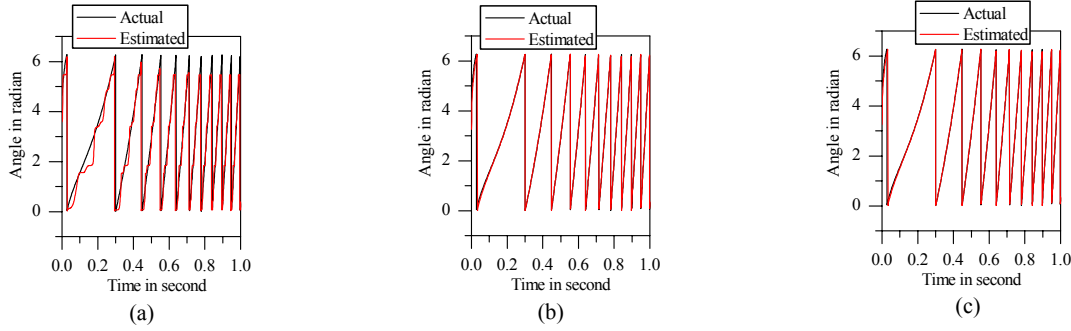 Actual
Estimated
Angle in radian
6
4
2
0
0.0 0.2 0.4 0.6 0.8 1.0
Time in second
(a)
Actual
Estimated
Angle in radian
6
4
2
0
0.0 0.2 0.4 0.6 0.8 1.0
Time in second
(b)
Actual
Estimated
Angle in radian
6
4
2
0
0.0 0.2 0.4 0.6 0.8 1.0
Time in second
(c)